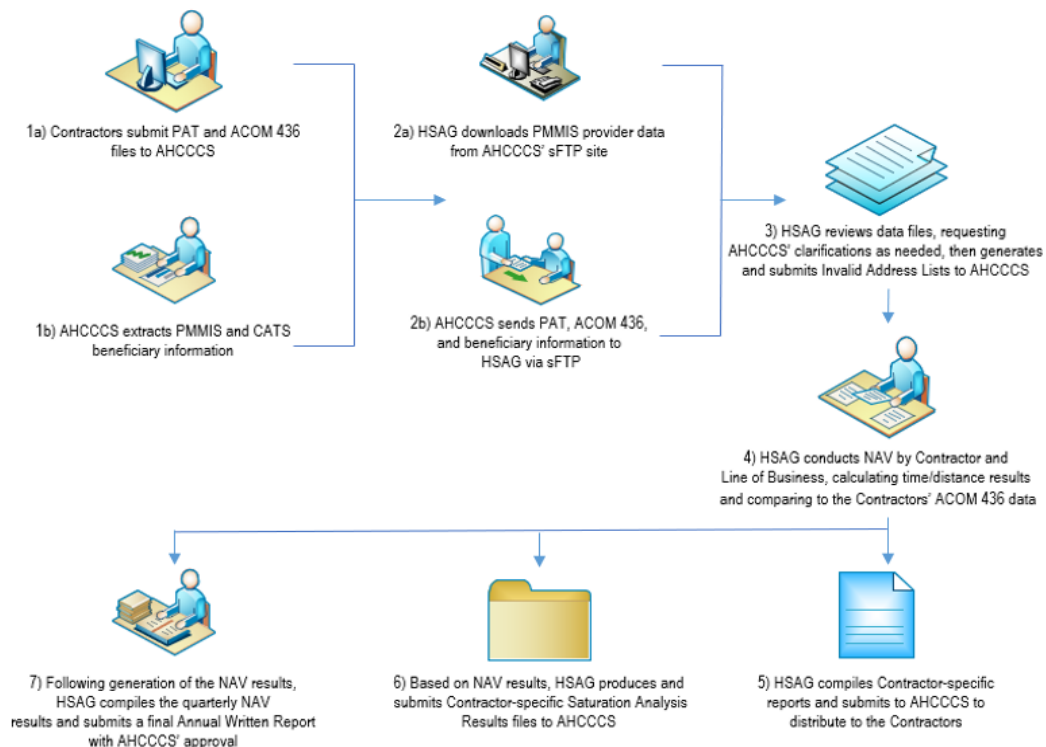 1a) Contractors submit PAT and ACOM 436
files to AHCCCS
2a) HSAG downloads PMMIS provider data
from AHCCCS' sFTP site
1b) AHCCCS extracts PMMIS and CATS
beneficiary information
2b) AHCCCS sends PAT, ACOM 436,
and beneficiary information to
HSAG via sFTP
3) HSAG reviews data files, requesting
AHCCCS' clarifications as needed, then generates
and submits Invalid Address Lists to AHCCCS
4) HSAG conducts NAV by Contractor and
Line of Business, calculating time/distance results
and comparing to the Contractors' ACOM 436 data
7) Following generation of the NAV results,
HSAG compiles the quarterly NAV
results and submits a final Annual Written Report
with AHCCCS' approval
6) Based on NAV results, HSAG produces and
submits Contractor-specific Saturation Analysis
Results files to AHCCCS
5) HSAG compiles Contractor-specific
reports and submits to AHCCCS to
distribute to the Contractors